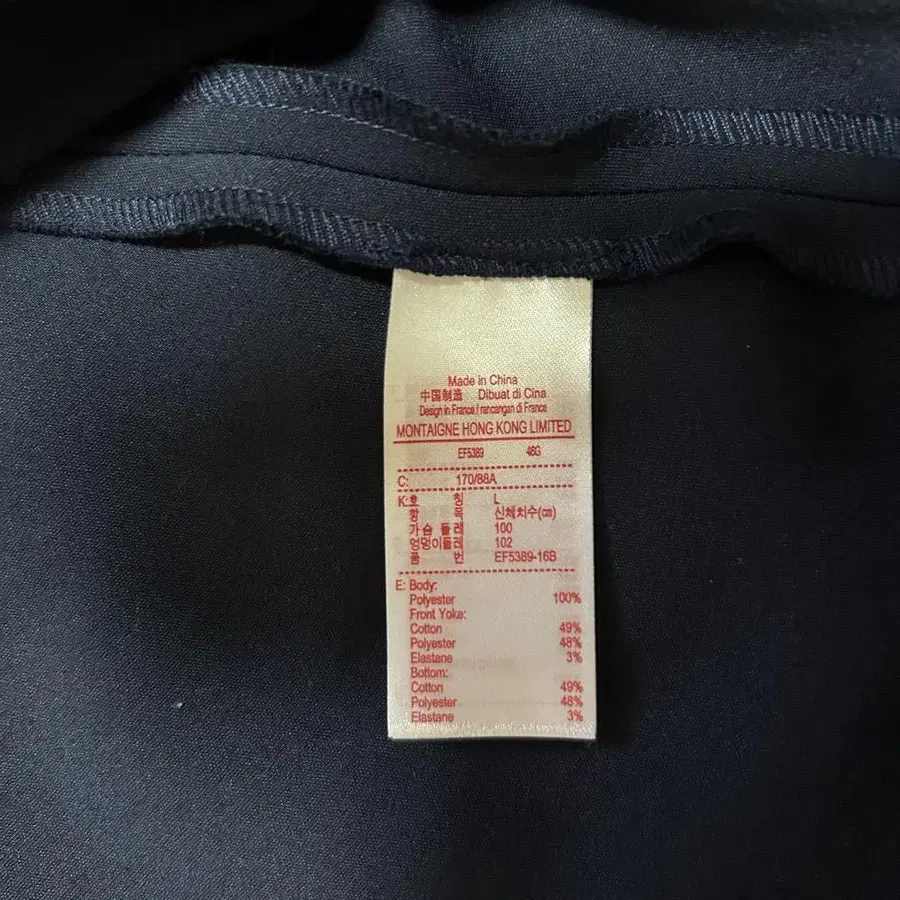 Made in China
中国制造 Dibuat di Cina
Design in France / rancangan di France
MONTAIGNE HONG KONG LIMITED
EF5389 46G
C: 170/88A
K:호 칭 L
항 목 신체치수(cm)
가슴 둘레 100
엉덩이둘레 102
품 번 EF5389-16B
E: Body:
Polyester 100%
Front Yoke:
Cotton 49%
Polyester 48%
Elastane 3%
Bottom:
Cotton 49%
Polyester 48%
Elastane 3%